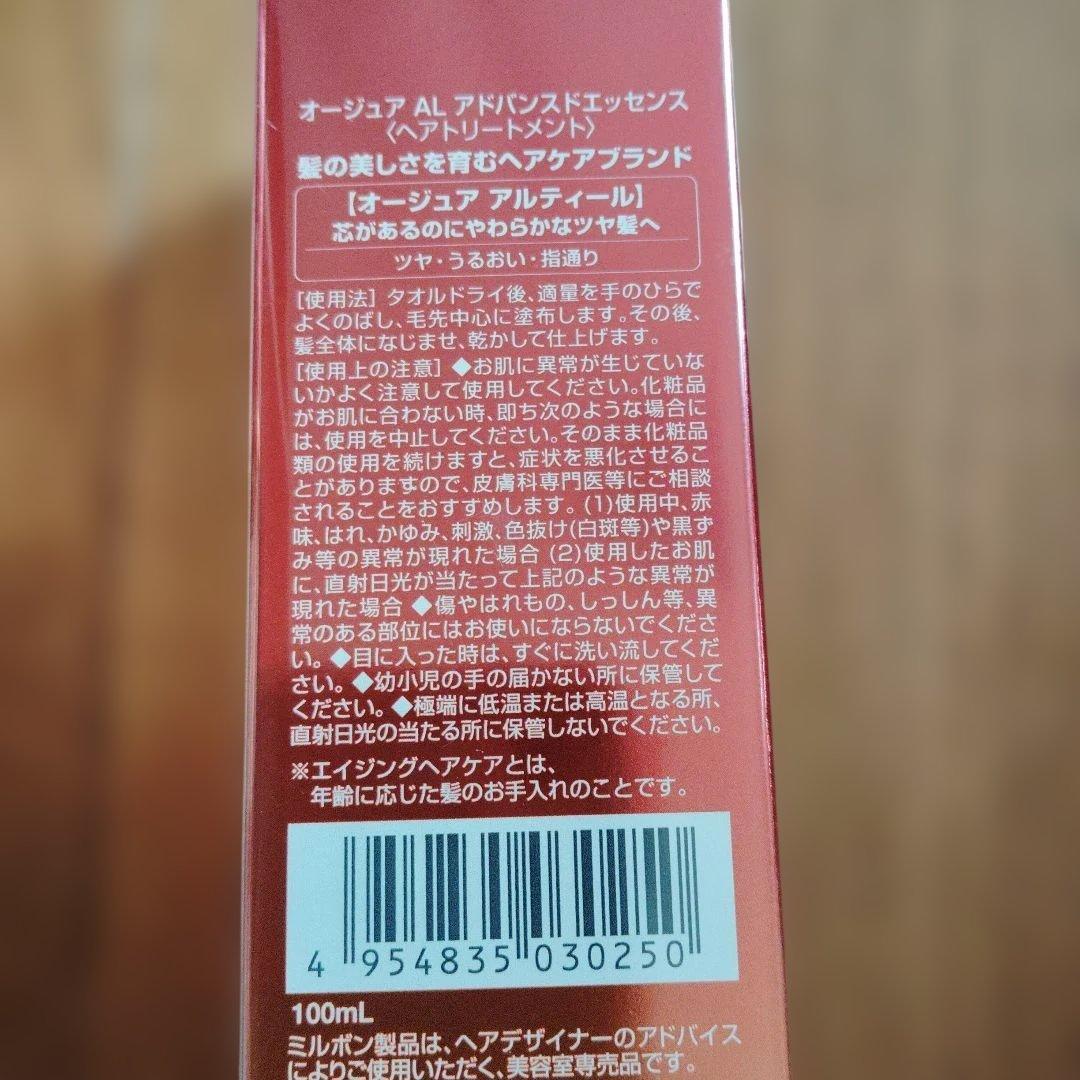 オージュア AL アドバンスドエッセンス
〈ヘアトリートメント〉
髪の美しさを育むヘアケアブランド
【オージュア アルティール】
芯があるのにやわらかなツヤ髪へ
ツヤ・うるおい・指通り
[使用法] タオルドライ後、適量を手のひらで
よくのばし、毛先中心に塗布します。その後、
髪全体になじませ、乾かして仕上げます。
[使用上の注意] ◆お肌に異常が生じていな
いかよく注意して使用してください。化粧品
がお肌に合わない時、即ち次のような場合に
は、使用を中止してください。そのまま化粧品
類の使用を続けますと、症状を悪化させるこ
とがありますので、皮膚科専門医等にご相談
されることをおすすめします。(1)使用中、赤
味、はれ、かゆみ、刺激、色抜け(白斑等)や黒ず
み等の異常が現れた場合 (2)使用したお肌
に、直射日光が当たって上記のような異常が
現れた場合 ◆傷やはれもの、しっしん等、異
常のある部位にはお使いにならないでくださ
い。◆目に入った時は、すぐに洗い流してくだ
さい。◆幼小児の手の届かない所に保管して
ください。◆極端に低温または高温となる所、
直射日光の当たる所に保管しないでください。
※エイジングヘアケアとは、
年齢に応じた髪のお手入れのことです。
4 954835 030250
100mL
ミルボン製品は、ヘアデザイナーのアドバイス
によりご使用いただく、美容室専売品です。